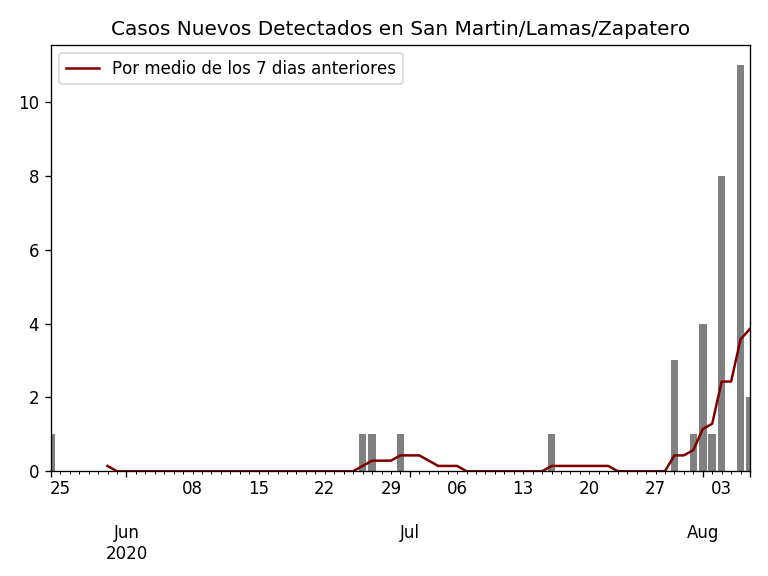 Casos Nuevos Detectados en San Martin/Lamas/Zapatero
Por medio de los 7 dias anteriores
10
8
6
4
2
0
25 08 15 22 29 06 13 20 27 03
Jun Jul Aug
2020